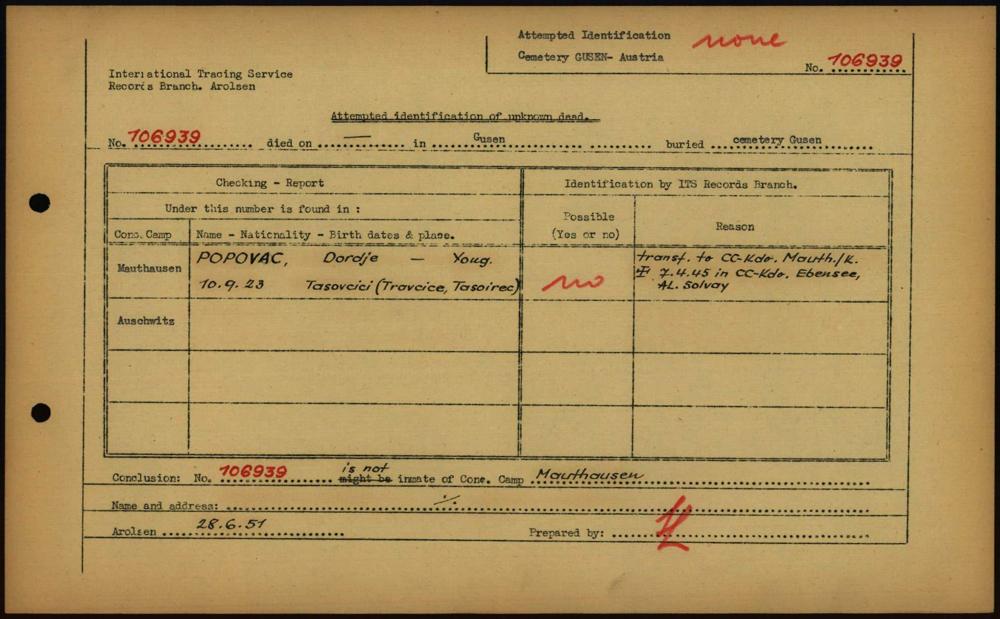 Attempted Identification none
Cemetery GUSEN- Austria
No. 106939
International Tracing Service
Records Branch. Arolsen
Attempted identification of unknown dead.
No. 106939 died on — in Gusen buried cemetery Gusen
Checking - Report
Identification by ITS Records Branch.
Under this number is found in :
Possible
(Yes or no)
Reason
Conc. Camp
Name - Nationality - Birth dates & place.
Mauthausen
POPOVAC, Dordje — Youg.
10.9.23 Tasovcici (Travcice, Tasoirec)
no
transf. to CC-Kdo. Mauth./K.
7.4.45 in CC-Kdo. Ebensee,
AL. Solvay
Auschwitz
is not
Conclusion: No. 106939 might be inmate of Conc. Camp Mauthausen
Name and address: ./.
Arolsen 28.6.51
Prepared by: